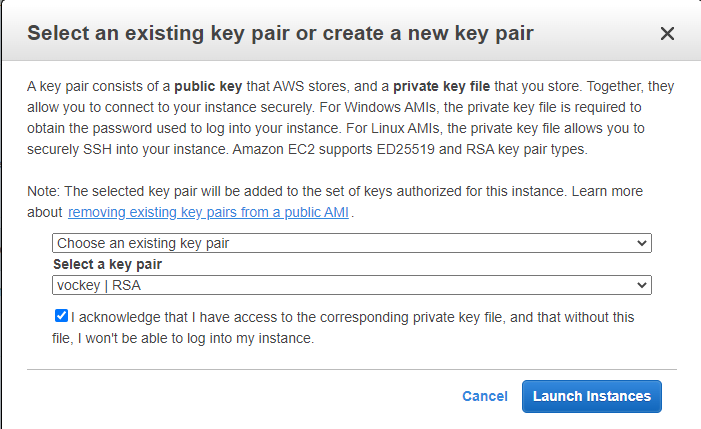 Select an existing key pair or create a new key pair
A key pair consists of a public key that AWS stores, and a private key file that you store. Together, they
allow you to connect to your instance securely. For Windows AMIs, the private key file is required to
obtain the password used to log into your instance. For Linux AMIs, the private key file allows you to
securely SSH into your instance. Amazon EC2 supports ED25519 and RSA key pair types.
Note: The selected key pair will be added to the set of keys authorized for this instance. Learn more
about removing existing key pairs from a public AMI .
Choose an existing key pair
Select a key pair
vockey | RSA
I acknowledge that I have access to the corresponding private key file, and that without this
file, I won't be able to log into my instance.
Cancel Launch Instances